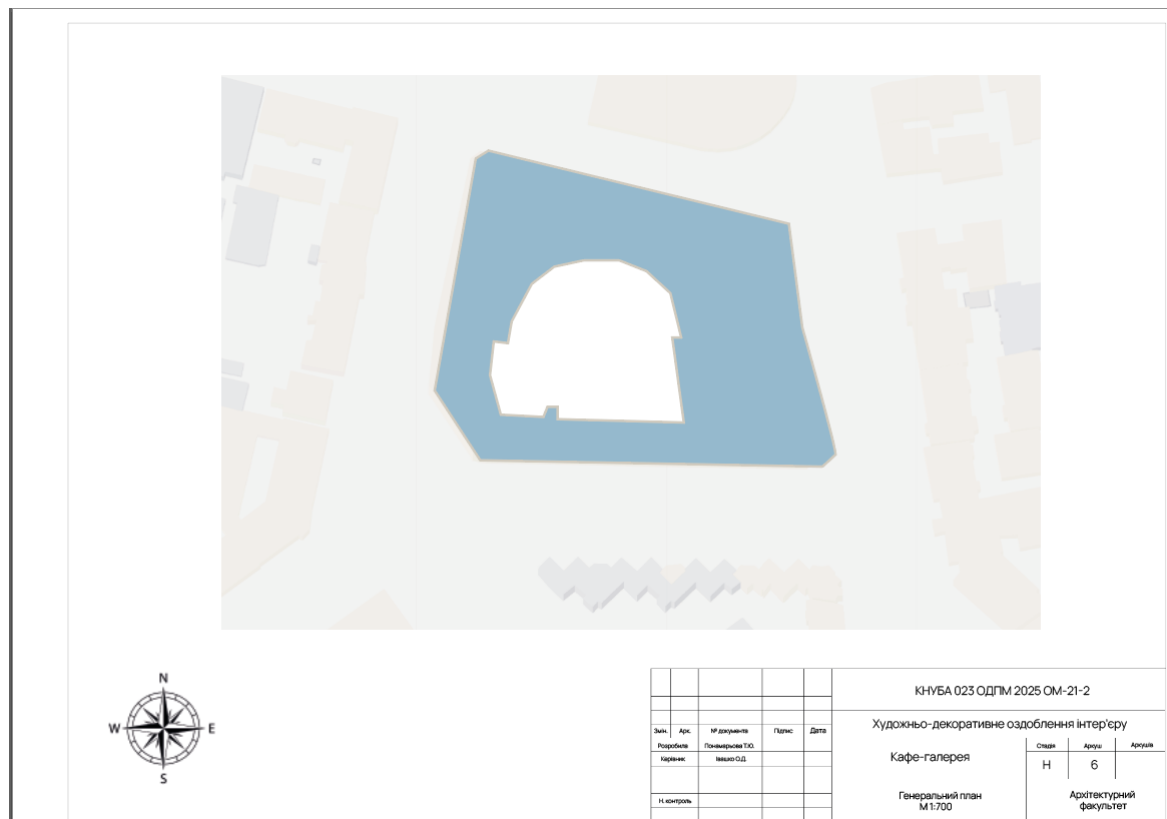 N
W E
S
КНУБА 023 ОДПМ 2025 ОМ-21-2
Художньо-декоративне оздоблення інтер'єру
Змін. Арк. № документа Підпис Дата
Розробила Понамерьова Т.Ю.
Керівник Івашко О.Д.
Н. контроль
Кафе-галерея
Стадія Аркуш Аркушів
Н 6
Генеральний план
М 1:700
Архітектурний
факультет